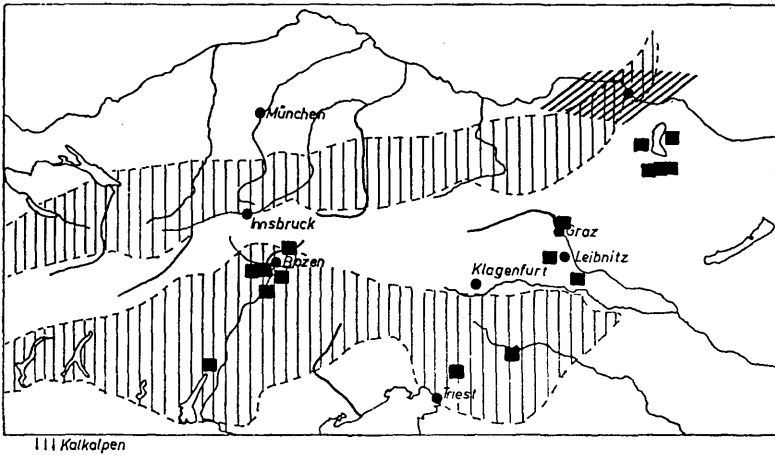 München
Innsbruck
Graz
Bozen
Leibnitz
Klagenfurt
Triest
Kalkalpen